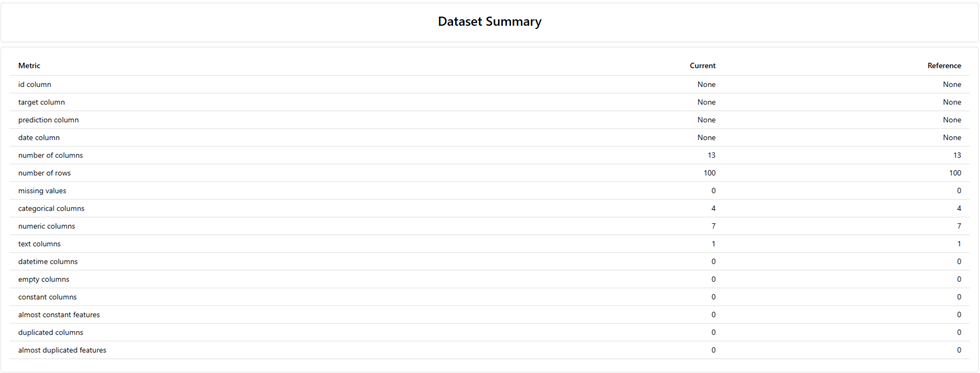 Dataset Summary
Metric Current Reference
id column None None
target column None None
prediction column None None
date column None None
number of columns 13 13
number of rows 100 100
missing values 0 0
categorical columns 4 4
numeric columns 7 7
text columns 1 1
datetime columns 0 0
empty columns 0 0
constant columns 0 0
almost constant features 0 0
duplicated columns 0 0
almost duplicated features 0 0